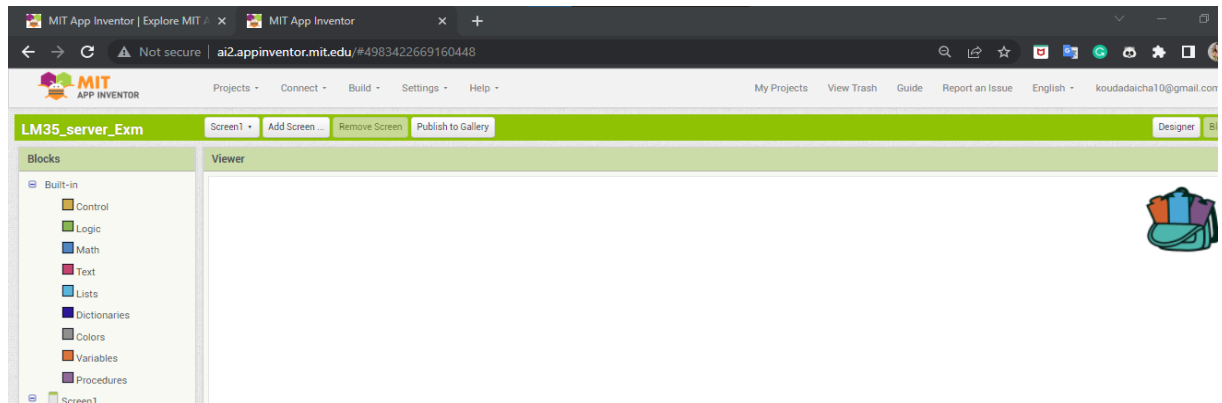 MIT App Inventor | Explore MIT A
MIT App Inventor
Not secure | ai2.appinventor.mit.edu/#4983422669160448
MIT
APP INVENTOR
Projects
Connect
Build
Settings
Help
My Projects
View Trash
Guide
Report an Issue
English
koudadaicha10@gmail.com
LM35_server_Exm
Screen1
Add Screen ...
Remove Screen
Publish to Gallery
Designer
Bl
Blocks
Viewer
Built-in
Control
Logic
Math
Text
Lists
Dictionaries
Colors
Variables
Procedures
Screen1